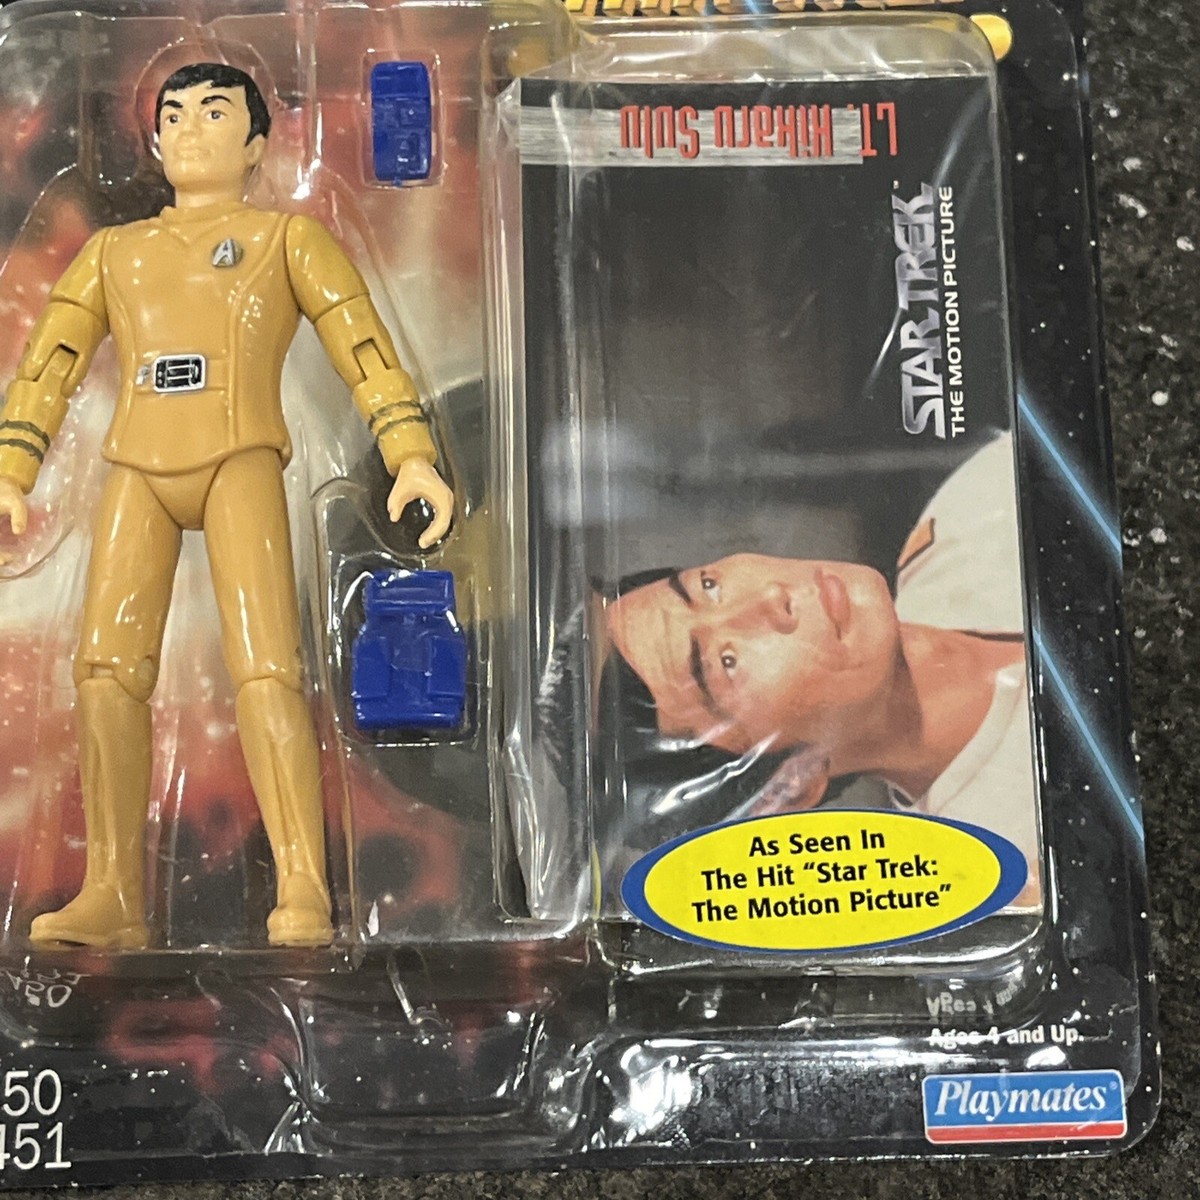 LT. Hikaru Sulu
STAR TREK™
THE MOTION PICTURE
As Seen In
The Hit "Star Trek:
The Motion Picture"
Ages 4 and Up.
Playmates®
50
451